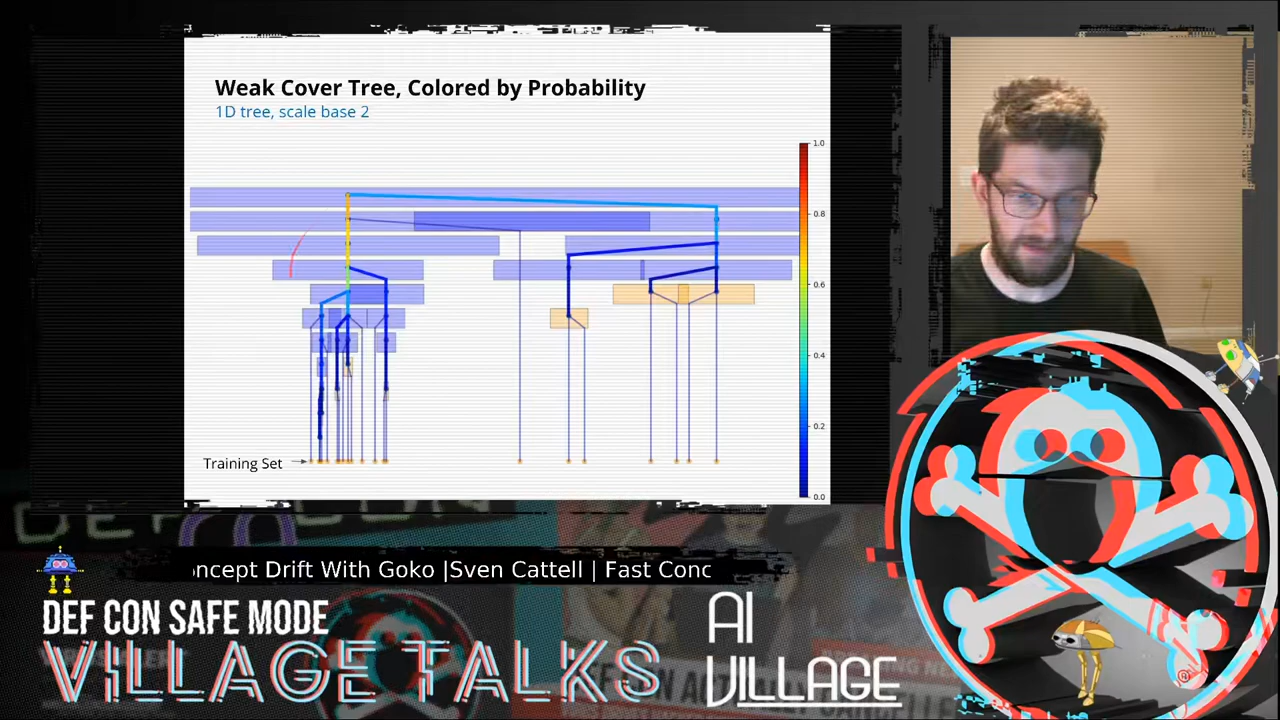 Weak Cover Tree, Colored by Probability
1D tree, scale base 2
1.0
0.8
0.6
0.4
0.2
0.0
Training Set
oncept Drift With Goko |Sven Cattell | Fast Conc
DEF CON SAFE MODE
VILLAGE TALKS
AI
VILLAGE